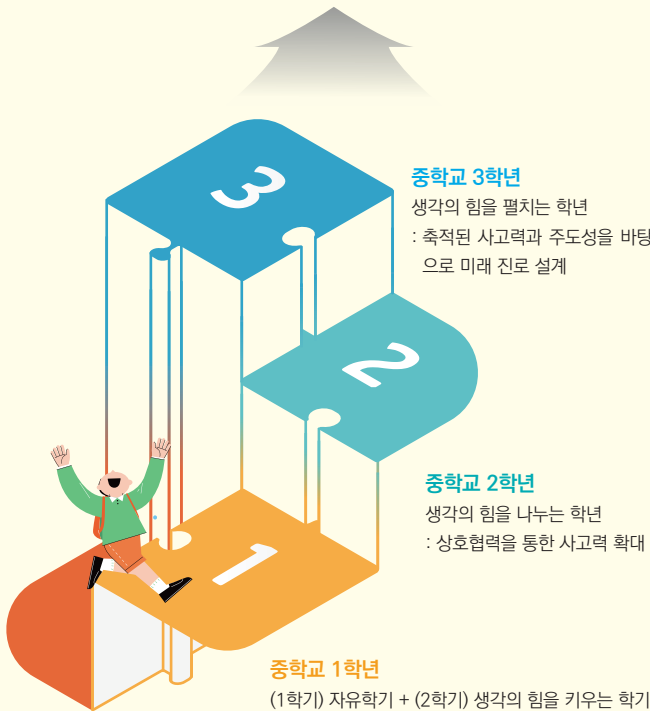 3
중학교 3학년
생각의 힘을 펼치는 학년
: 축적된 사고력과 주도성을 바탕
으로 미래 진로 설계
2
중학교 2학년
생각의 힘을 나누는 학년
: 상호협력을 통한 사고력 확대
1
중학교 1학년
(1학기) 자유학기 + (2학기) 생각의 힘을 키우는 학기